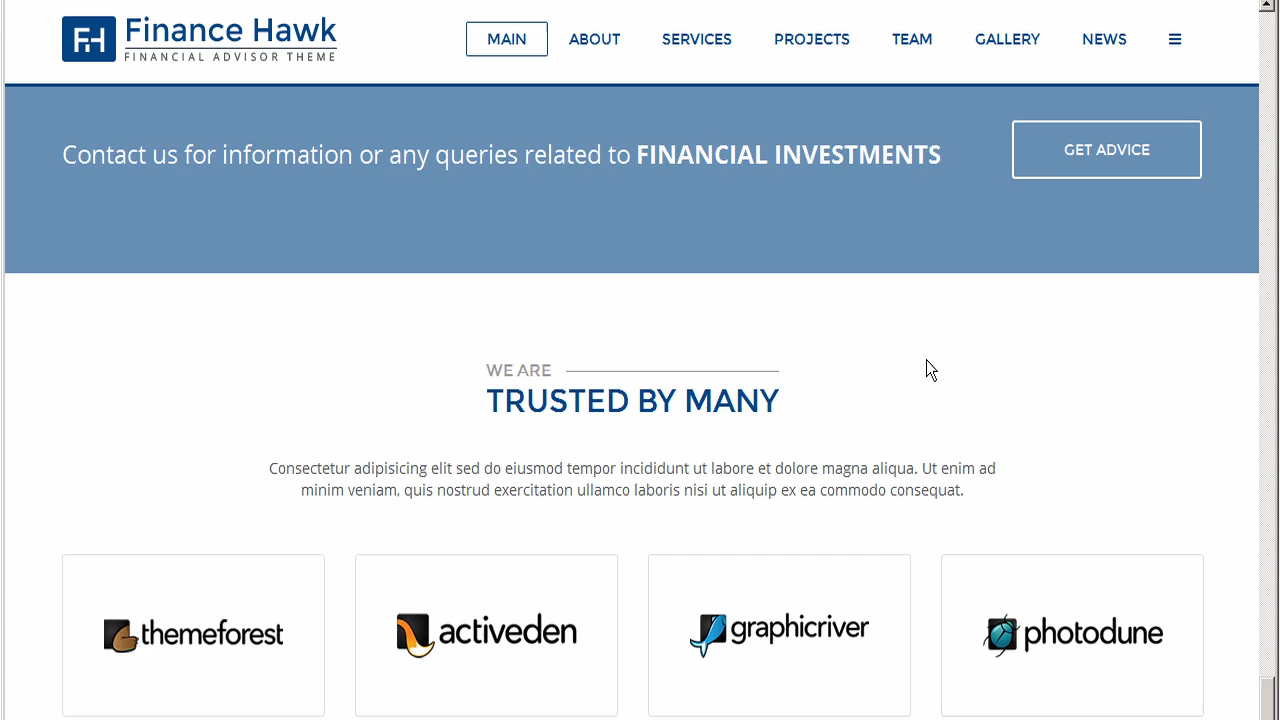 FH Finance Hawk
FINANCIAL ADVISOR THEME
MAIN ABOUT SERVICES PROJECTS TEAM GALLERY NEWS
Contact us for information or any queries related to FINANCIAL INVESTMENTS
GET ADVICE
WE ARE
TRUSTED BY MANY
Consectetur adipisicing elit sed do eiusmod tempor incididunt ut labore et dolore magna aliqua. Ut enim ad
minim veniam, quis nostrud exercitation ullamco laboris nisi ut aliquip ex ea commodo consequat.
themeforest activeden graphicriver photodune